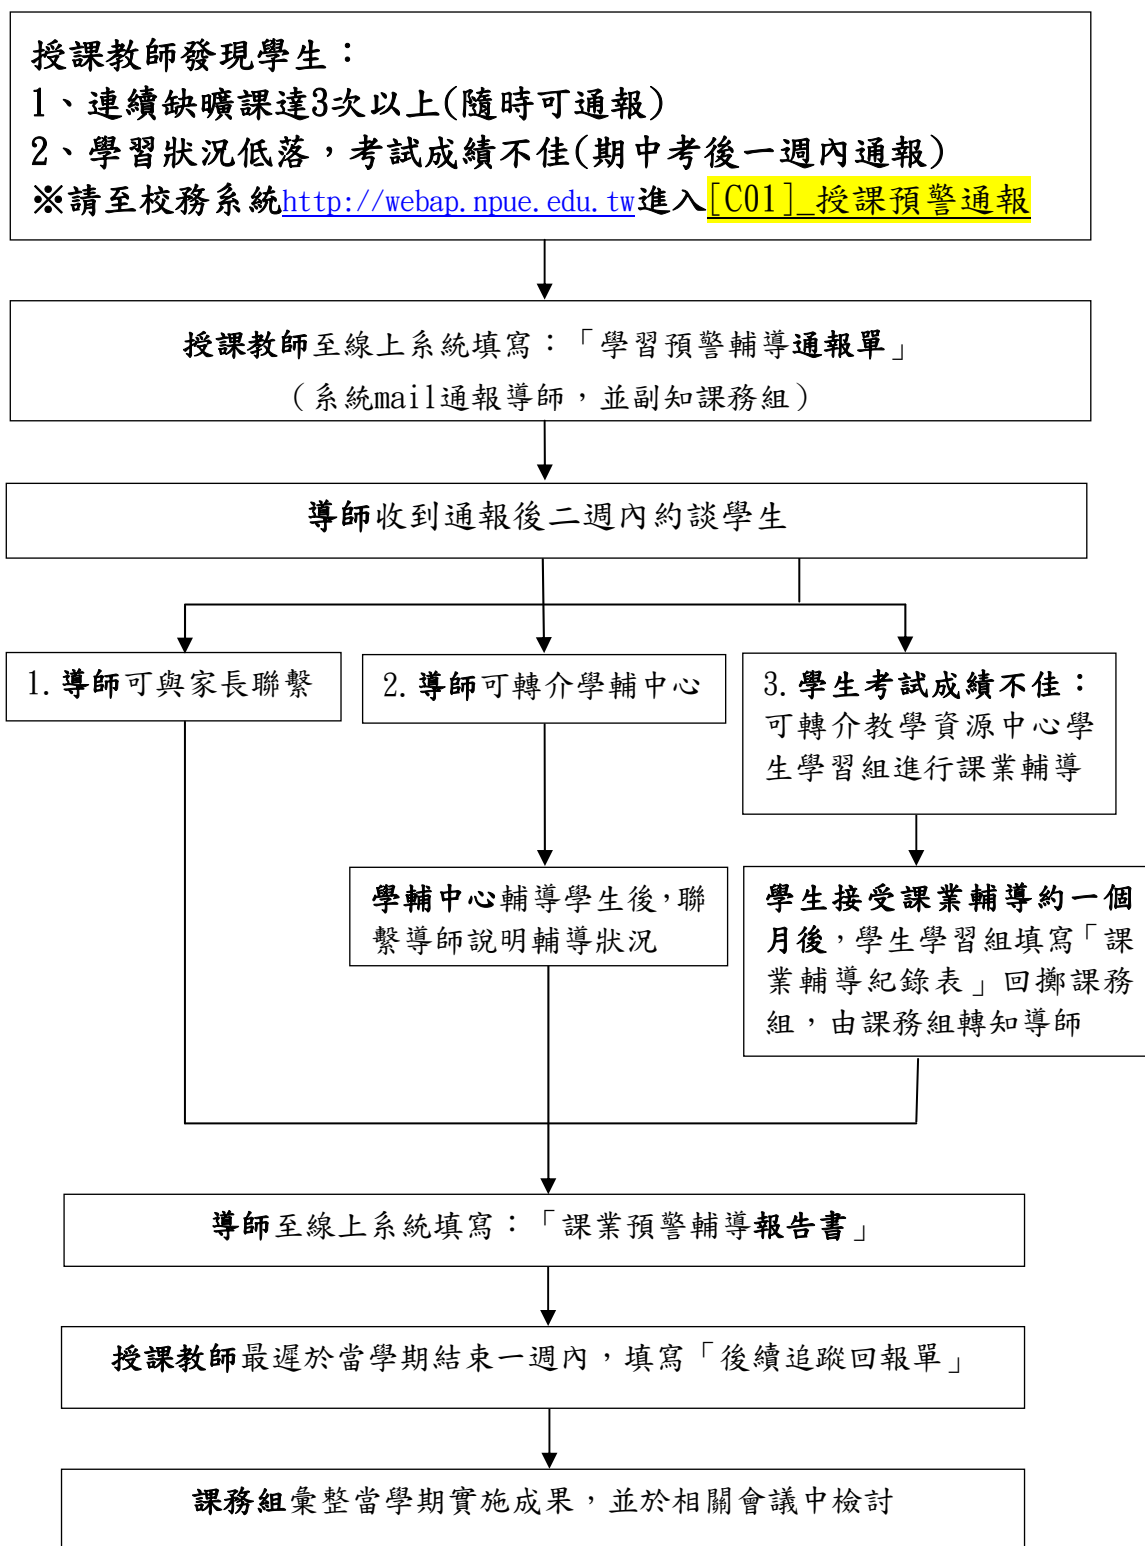 授課教師發現學生：
1、連續缺曠課達3次以上(隨時可通報)
2、學習狀況低落，考試成績不佳(期中考後一週內通報)
※請至校務系統http://webap.npue.edu.tw進入[C01]_授課預警通報
授課教師至線上系統填寫：「學習預警輔導通報單」
（系統mail通報導師，並副知課務組）
導師收到通報後二週內約談學生
1.導師可與家長聯繫
2.導師可轉介學輔中心
3.學生考試成績不佳：
可轉介教學資源中心學
生學習組進行課業輔導
學輔中心輔導學生後，聯
繫導師說明輔導狀況
學生接受課業輔導約一個
月後，學生學習組填寫「課
業輔導紀錄表」回擲課務
組，由課務組轉知導師
導師至線上系統填寫：「課業預警輔導報告書」
授課教師最遲於當學期結束一週內，填寫「後續追蹤回報單」
課務組彙整當學期實施成果，並於相關會議中檢討